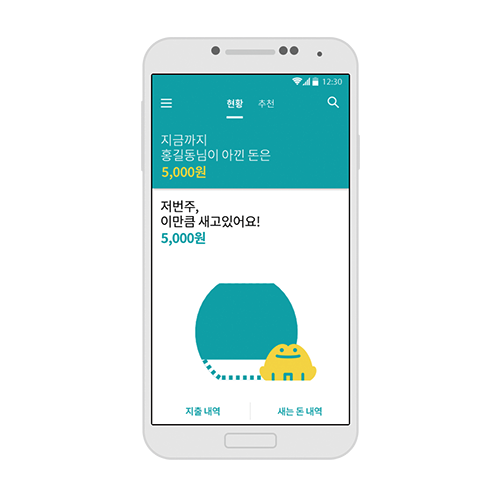 12:30
현황 추천
지금까지
홍길동님이 아낀 돈은
5,000원
저번주,
이만큼 새고있어요!
5,000원
지출 내역 새는 돈 내역